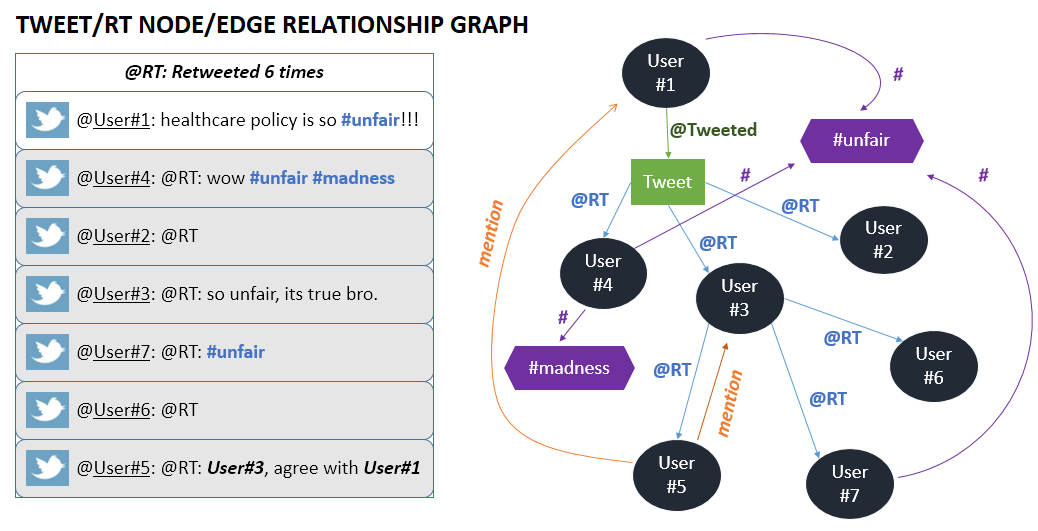 TWEET/RT NODE/EDGE RELATIONSHIP GRAPH
@RT: Retweeted 6 times
@User#1: healthcare policy is so #unfair!!!
@User#4: @RT: wow #unfair #madness
@User#2: @RT
@User#3: @RT: so unfair, its true bro.
@User#7: @RT: #unfair
@User#6: @RT
@User#5: @RT: User#3, agree with User#1
User
#1
#
@Tweeted
#unfair
Tweet
#
#
@RT
@RT
@RT
mention
User
#2
User
#4
User
#3
#
@RT
#madness
@RT
User
#6
mention
@RT
User
#5
User
#7